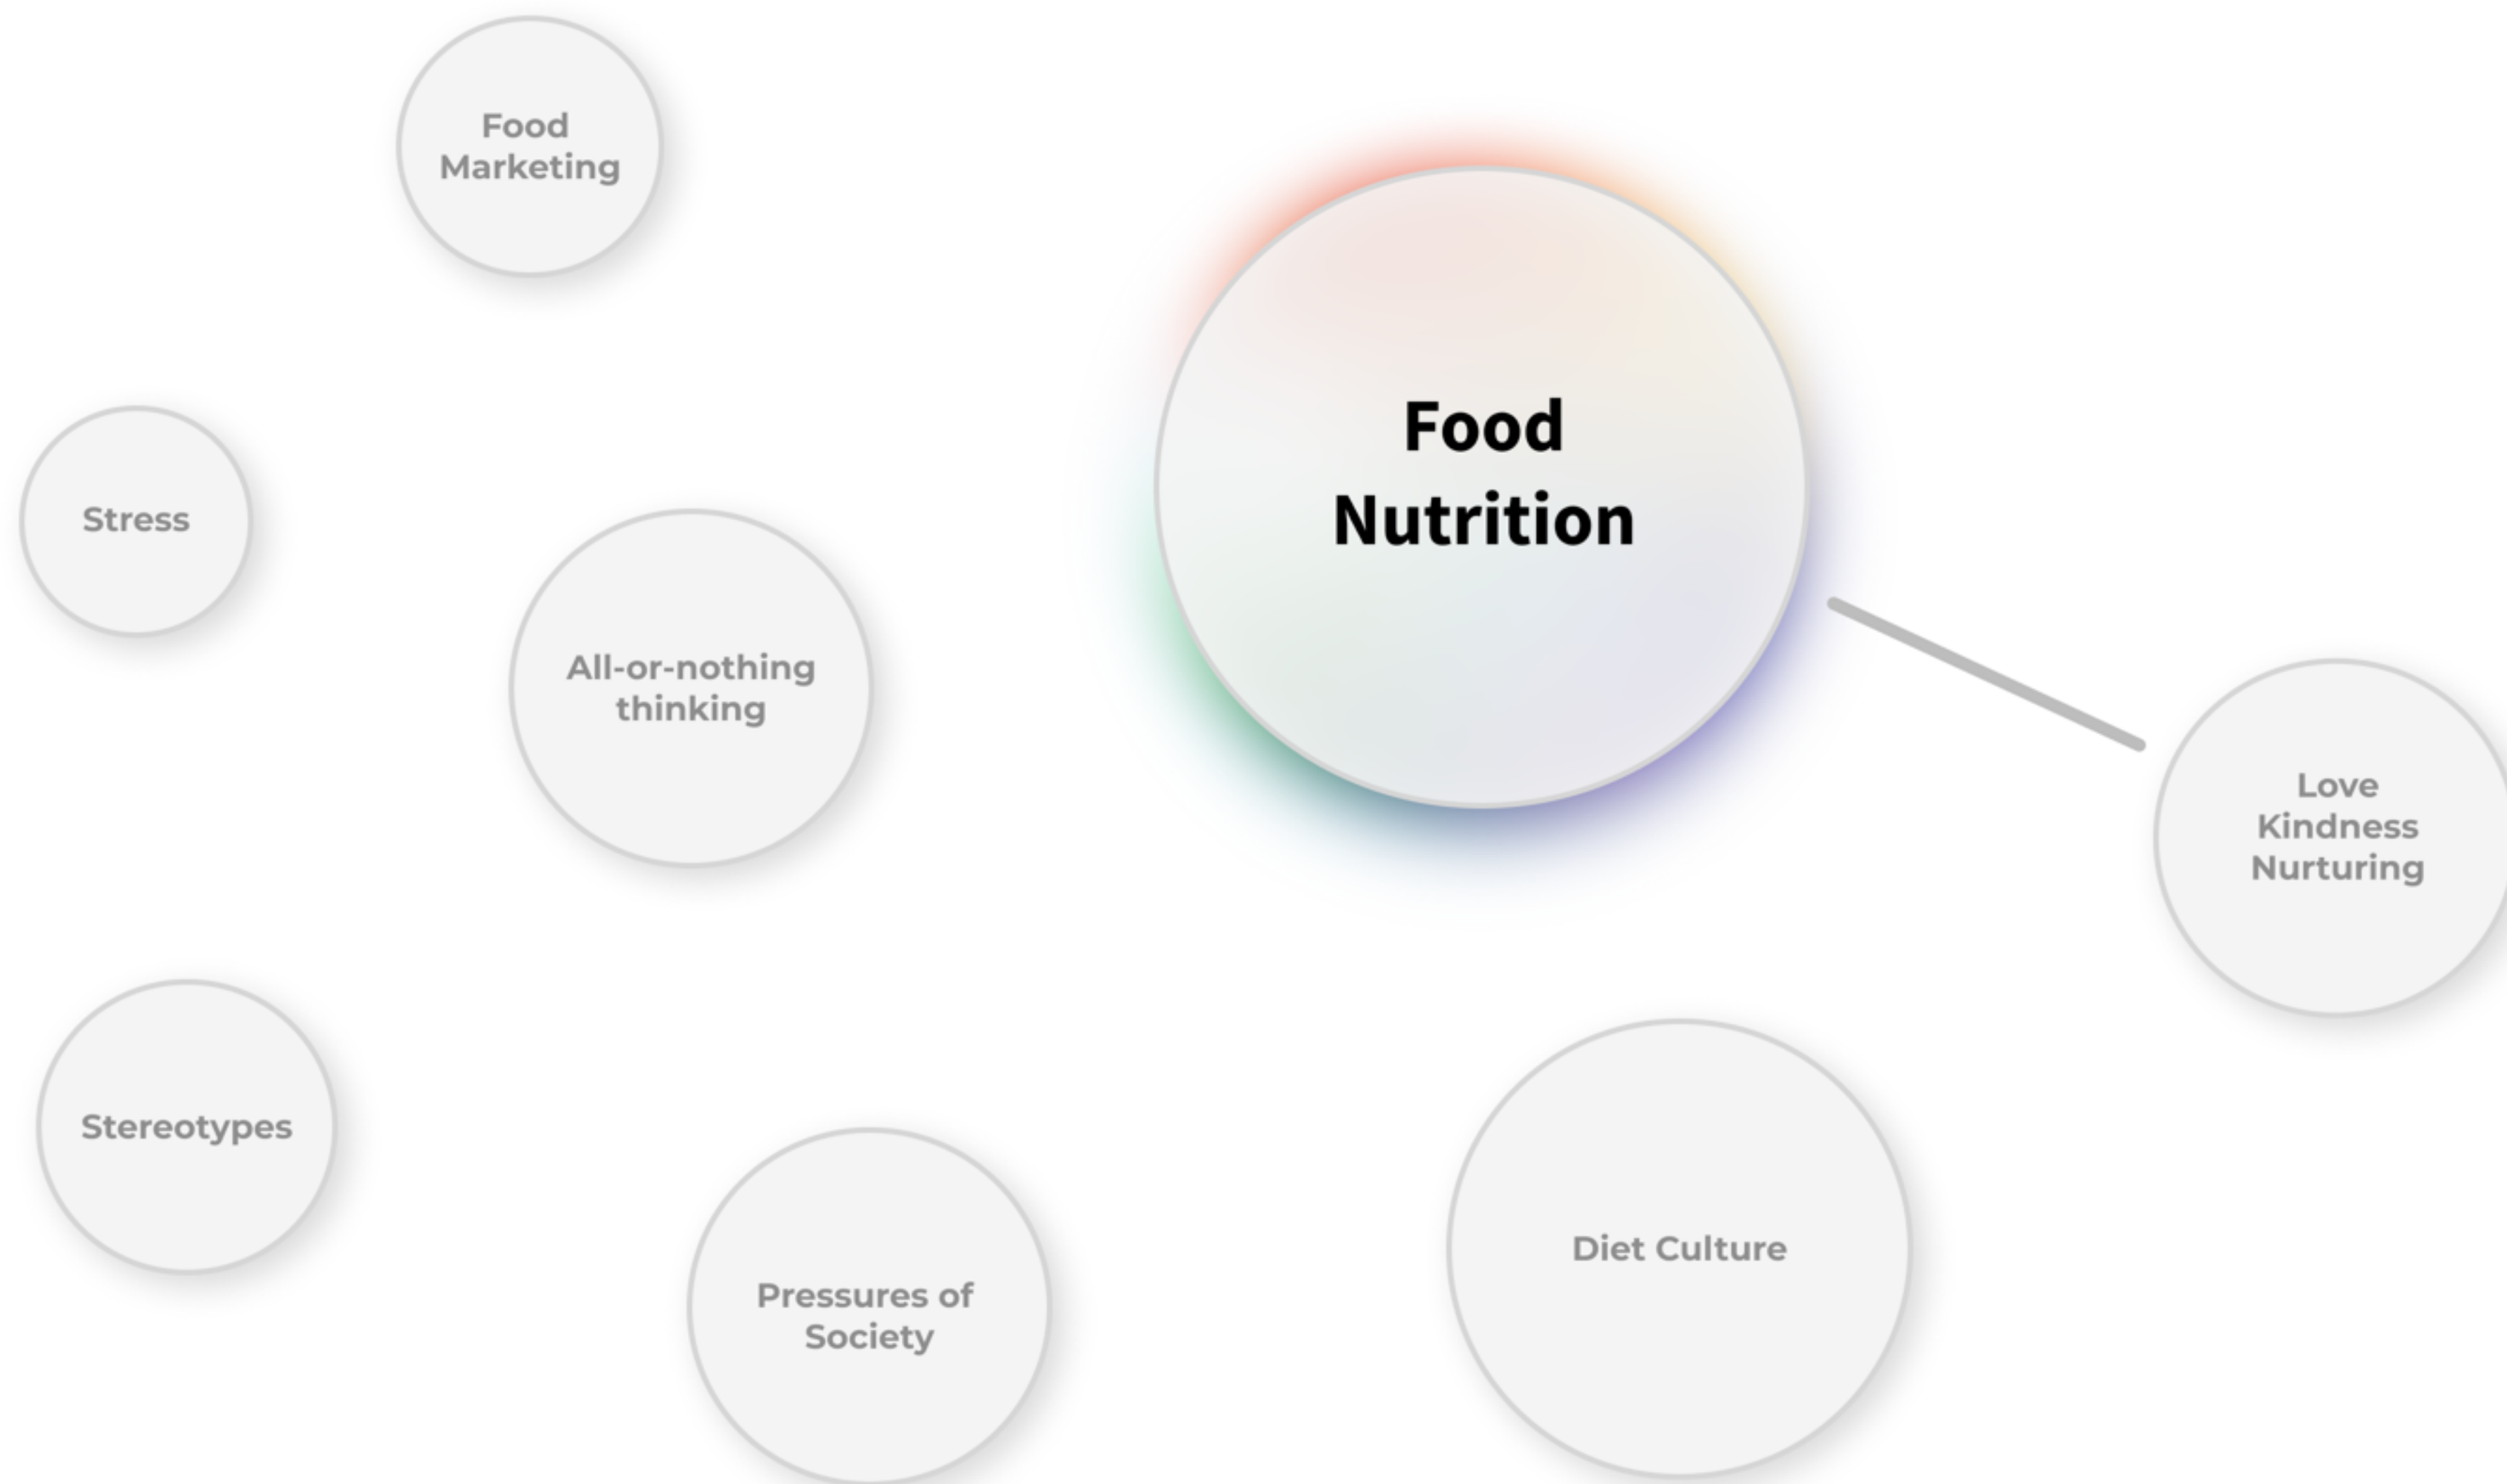 Food
Marketing
Food
Nutrition
Stress
All-or-nothing
thinking
Love
Kindness
Nurturing
Stereotypes
Pressures of
Society
Diet Culture